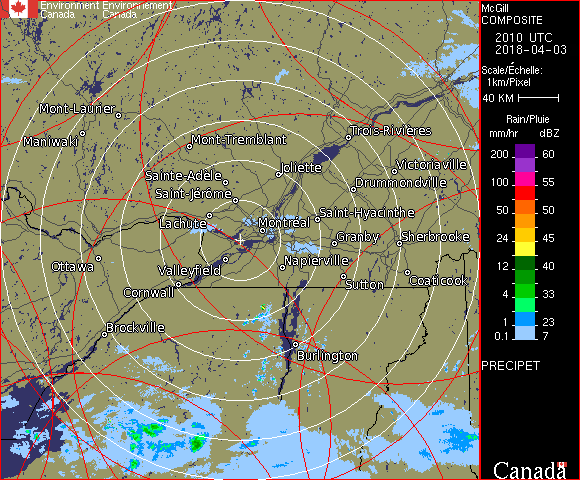 Environment Environnement
Canada Canada
McGill
COMPOSITE
2010 UTC
2018-04-03
Scale/Échelle:
1km/Pixel
40 KM
Rain/Pluie
mm/hr dBZ
200 60
100 55
50 50
24 45
12 40
4 33
1 23
0.1 7
PRECIPET
Canada
Mont-Laurier
Maniwaki
Mont-Tremblant
Trois-Rivières
Victoriaville
Joliette
Sainte-Adèle
Drummondville
Saint-Jérôme
Saint-Hyacinthe
Lachute
Montréal
Granby
Sherbrooke
Ottawa
Valleyfield
Napierville
Coaticook
Sutton
Cornwall
Brockville
Burlington